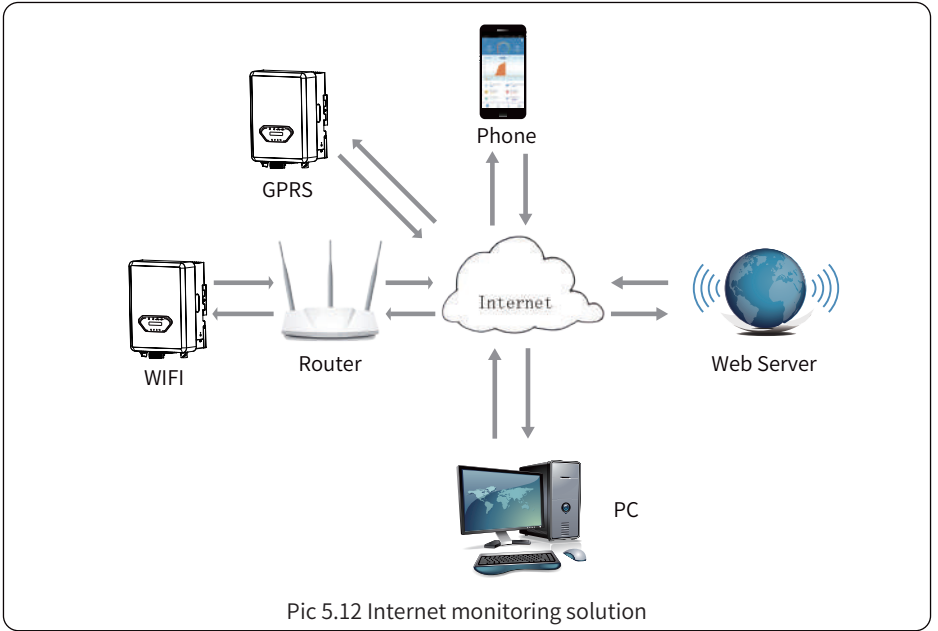 Phone
GPRS
Internet
WIFI
Router
Web Server
PC
Pic 5.12 Internet monitoring solution